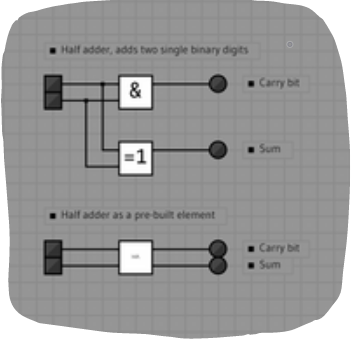 Half adder, adds two single binary digits
&
Carry bit
=1
Sum
Half adder as a pre-built element
Carry bit
Sum